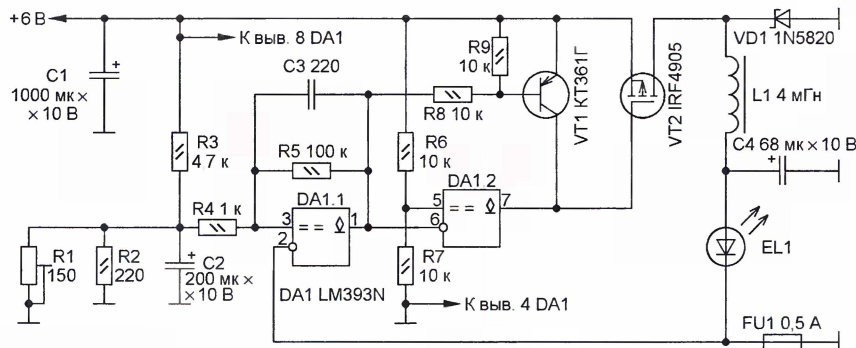 +6 В
К выв. 8 DA1
C1
1000 мк ×
× 10 В
C3 220
R9
10 к
R8 10 к
VT1 КТ361Г
VT2 IRF4905
VD1 1N5820
L1 4 мГн
C4 68 мк × 10 В
R3
47 к
R5 100 к
R6
10 к
DA1.1
DA1.2
R4 1 к
3
1
2
5
6
7
R1
150
R2
220
C2
200 мк ×
× 10 В
DA1 LM393N
R7
10 к
К выв. 4 DA1
EL1
FU1 0,5 А